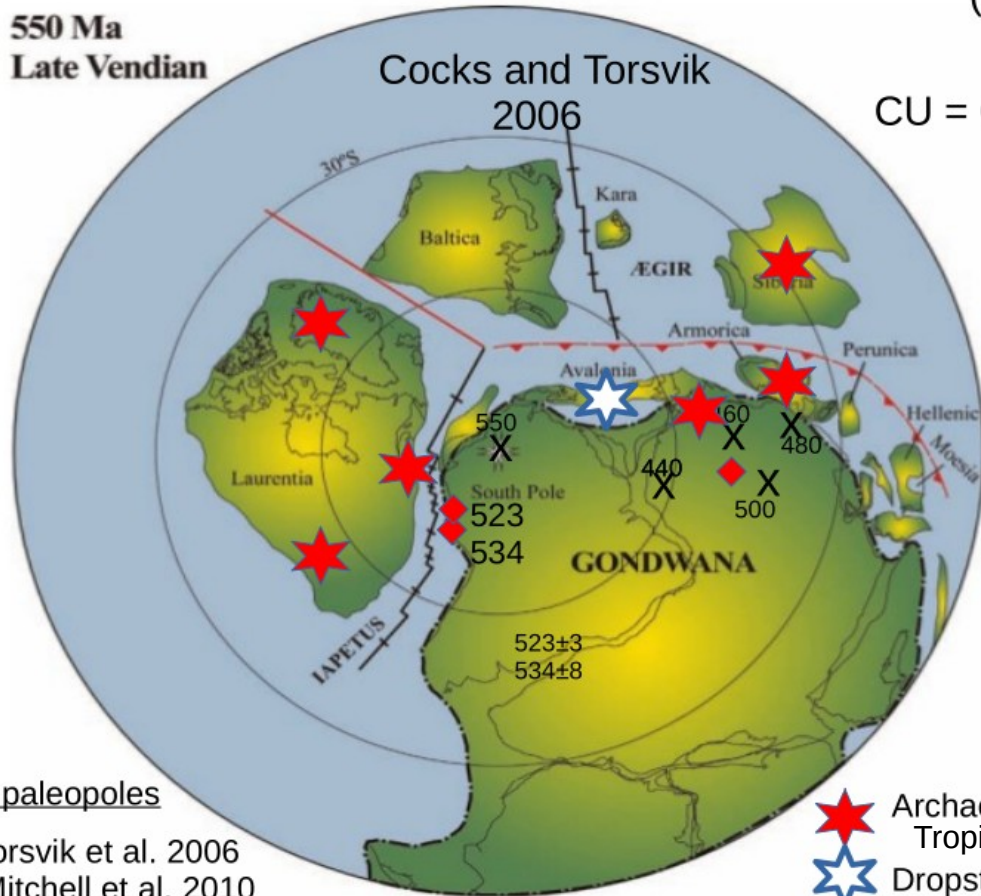 550 Ma
Late Vendian
(
Cocks and Torsvik
2006
CU =
30°S
Kara
Baltica
ÆGIR
Siberia
Armorica
Perunica
Avalonia
Hellenic
Moesia
550
460
480
440
500
Laurentia
South Pole
523
534
GONDWANA
523±3
534±8
IAPETUS
paleopoles
orsvik et al. 2006
Mitchell et al. 2010
Archae
Tropi
Dropst